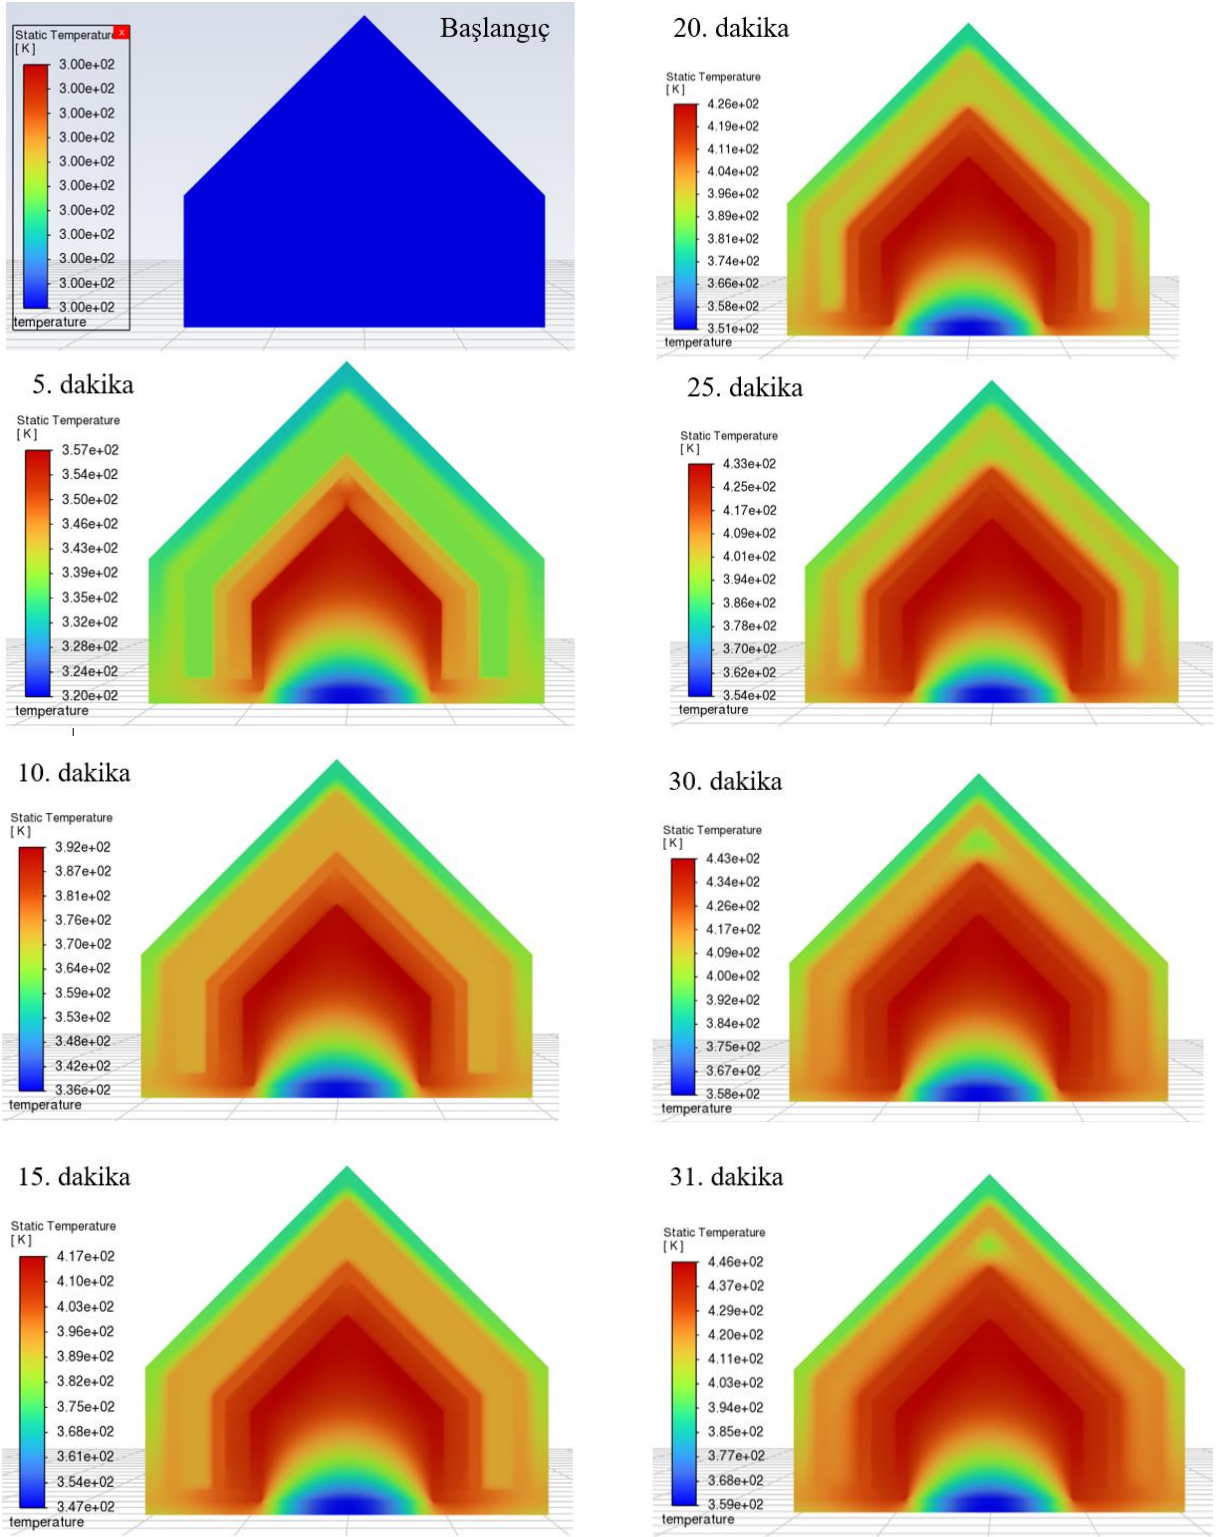 Başlangıç
Static Temperature
x
[ K ]
3.00e+02
3.00e+02
3.00e+02
3.00e+02
3.00e+02
3.00e+02
3.00e+02
3.00e+02
3.00e+02
3.00e+02
3.00e+02
temperature
20. dakika
Static Temperature
[ K ]
4.26e+02
4.19e+02
4.11e+02
4.04e+02
3.96e+02
3.89e+02
3.81e+02
3.74e+02
3.66e+02
3.58e+02
3.51e+02
temperature
5. dakika
Static Temperature
[ K ]
3.57e+02
3.54e+02
3.50e+02
3.46e+02
3.43e+02
3.39e+02
3.35e+02
3.32e+02
3.28e+02
3.24e+02
3.20e+02
temperature
25. dakika
Static Temperature
[ K ]
4.33e+02
4.25e+02
4.17e+02
4.09e+02
4.01e+02
3.94e+02
3.86e+02
3.78e+02
3.70e+02
3.62e+02
3.54e+02
temperature
10. dakika
Static Temperature
[ K ]
3.92e+02
3.87e+02
3.81e+02
3.76e+02
3.70e+02
3.64e+02
3.59e+02
3.53e+02
3.48e+02
3.42e+02
3.36e+02
temperature
30. dakika
Static Temperature
[ K ]
4.43e+02
4.34e+02
4.26e+02
4.17e+02
4.09e+02
4.00e+02
3.92e+02
3.84e+02
3.75e+02
3.67e+02
3.58e+02
temperature
15. dakika
Static Temperature
[ K ]
4.17e+02
4.10e+02
4.03e+02
3.96e+02
3.89e+02
3.82e+02
3.75e+02
3.68e+02
3.61e+02
3.54e+02
3.47e+02
temperature
31. dakika
Static Temperature
[ K ]
4.46e+02
4.37e+02
4.29e+02
4.20e+02
4.11e+02
4.03e+02
3.94e+02
3.85e+02
3.77e+02
3.68e+02
3.59e+02
temperature